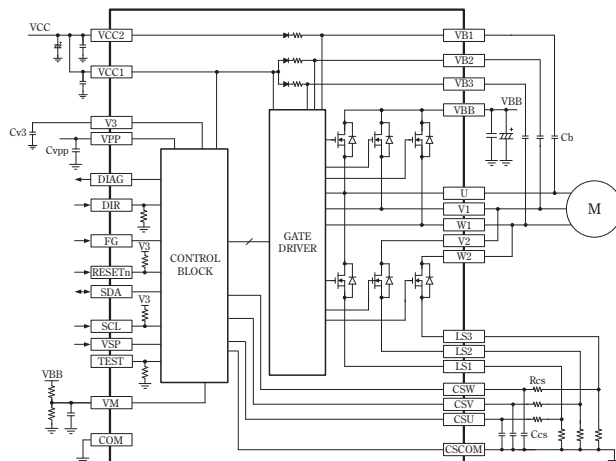 VCC
VCC2
VCC1
V3
Cv3
VPP
Cvpp
DIAG
DIR
FG
V3
RESETn
SDA
V3
SCL
VSP
TEST
VBB
VM
COM
CONTROL
BLOCK
GATE
DRIVER
VB1
VB2
VB3
VBB
VBB
Cb
U
V1
W1
V2
W2
M
LS3
LS2
LS1
CSW
CSV
CSU
CSCOM
Rcs
Ccs